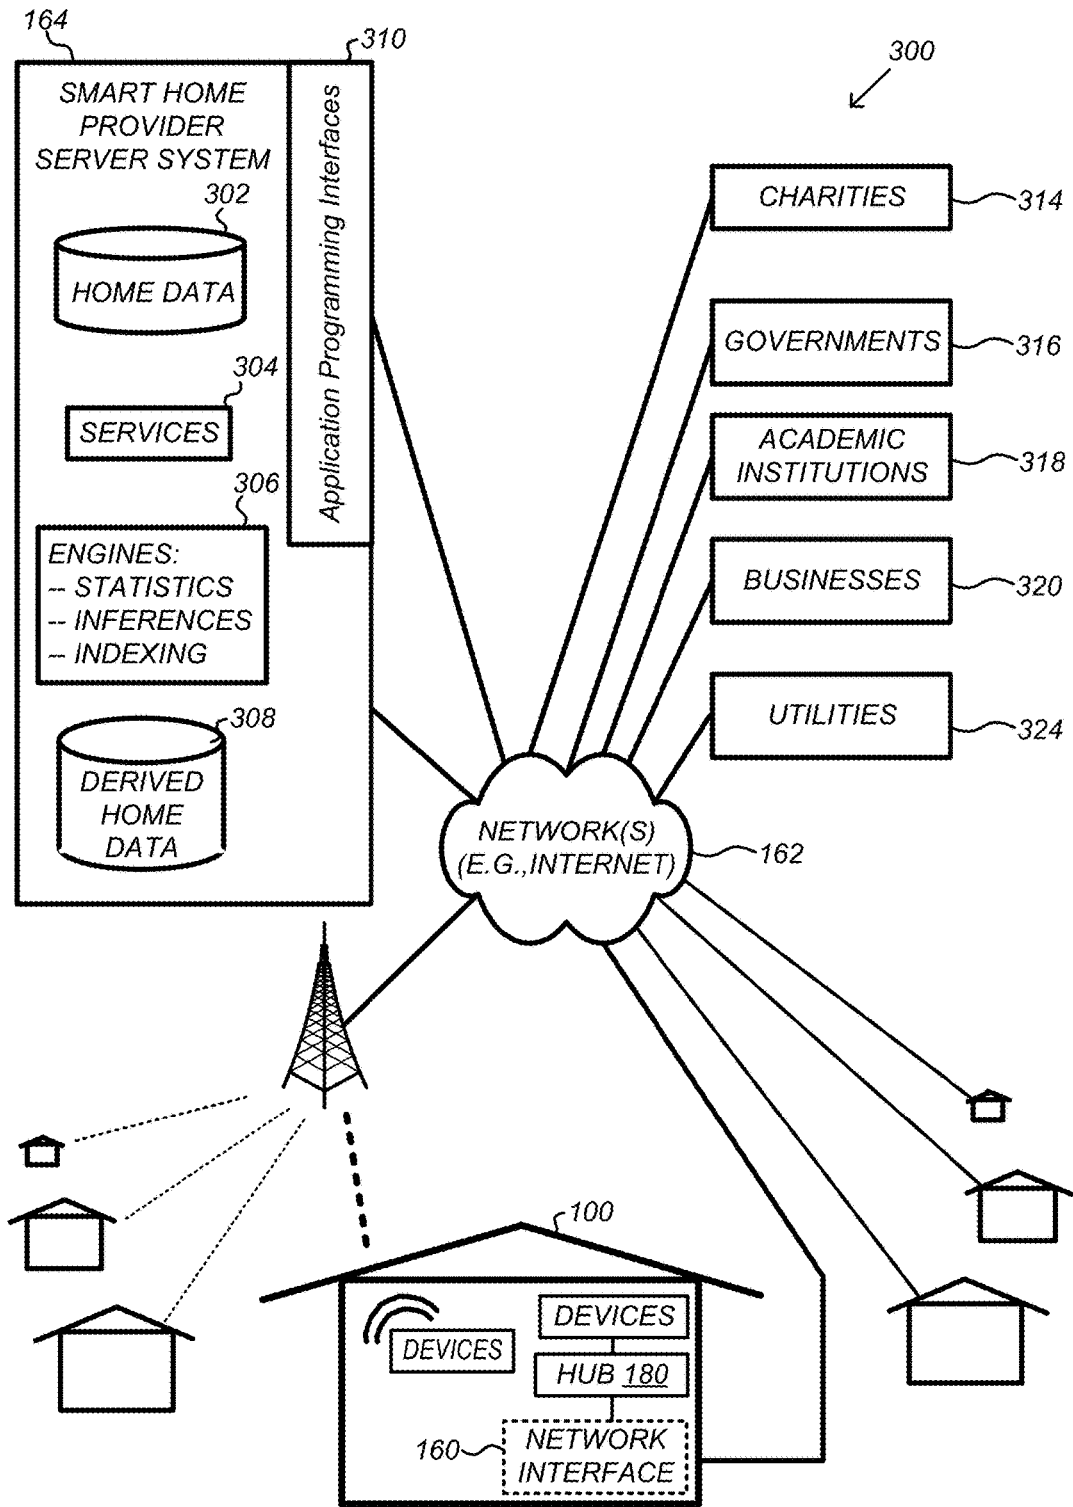 164
310
300
SMART HOME
PROVIDER
SERVER SYSTEM
Application Programming Interfaces
302
HOME DATA
304
SERVICES
306
ENGINES:
-- STATISTICS
-- INFERENCES
-- INDEXING
308
DERIVED
HOME
DATA
CHARITIES
314
GOVERNMENTS
316
ACADEMIC
INSTITUTIONS
318
BUSINESSES
320
UTILITIES
324
NETWORK(S)
(E.G.,INTERNET)
162
100
DEVICES
DEVICES
HUB 180
160
NETWORK
INTERFACE